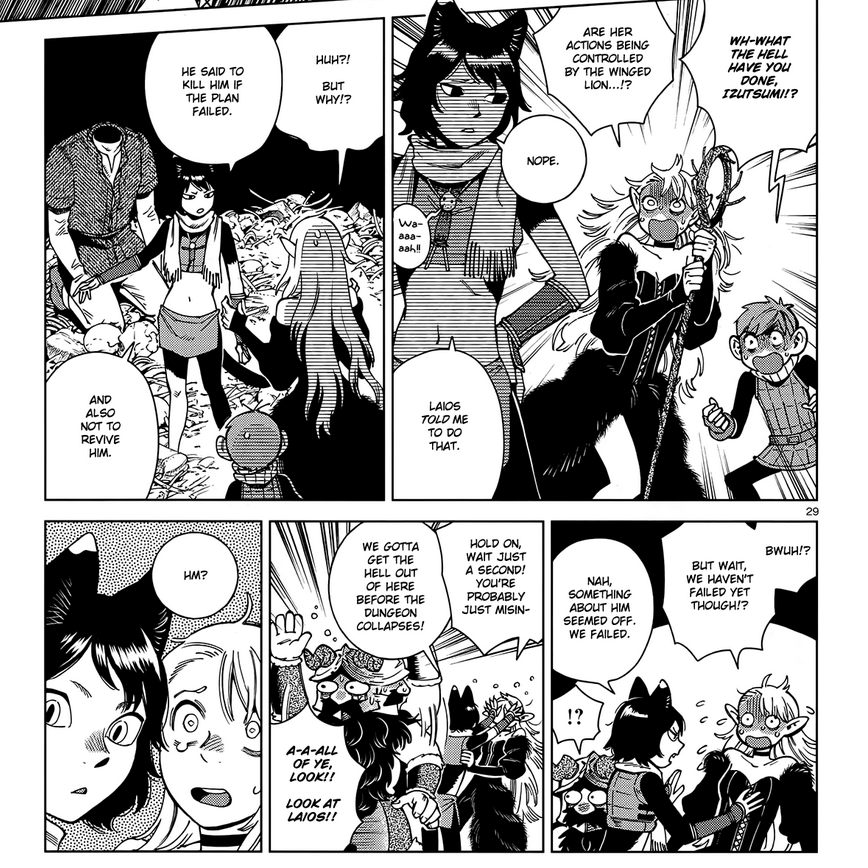 WH-WHAT
THE HELL
HAVE YOU
DONE,
IZUTSUMI!?
ARE HER
ACTIONS BEING
CONTROLLED
BY THE WINGED
LION...!?
NOPE.
Wa-
aaa-
aah!!
LAIOS
TOLD ME
TO DO
THAT.
HUH?!
BUT
WHY!?
HE SAID TO
KILL HIM IF
THE PLAN
FAILED.
AND
ALSO
NOT TO
REVIVE
HIM.
29
BWUH!?
BUT WAIT,
WE HAVEN'T
FAILED YET
THOUGH!?
NAH,
SOMETHING
ABOUT HIM
SEEMED OFF.
WE FAILED.
!?
HOLD ON,
WAIT JUST
A SECOND!
YOU'RE
PROBABLY
JUST MISIN-
WE GOTTA
GET THE
HELL OUT
OF HERE
BEFORE THE
DUNGEON
COLLAPSES!
A-A-ALL
OF YE,
LOOK!!
LOOK AT
LAIOS!!
HM?